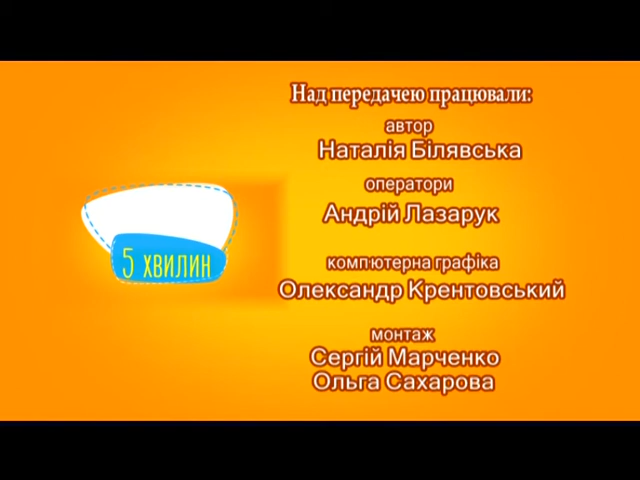 Над передачею працювали:
автор
Наталія Білявська
оператори
Андрій Лазарук
5 ХВИЛИН
комп'ютерна графіка
Олександр Крентовський
монтаж
Сергій Марченко
Ольга Сахарова